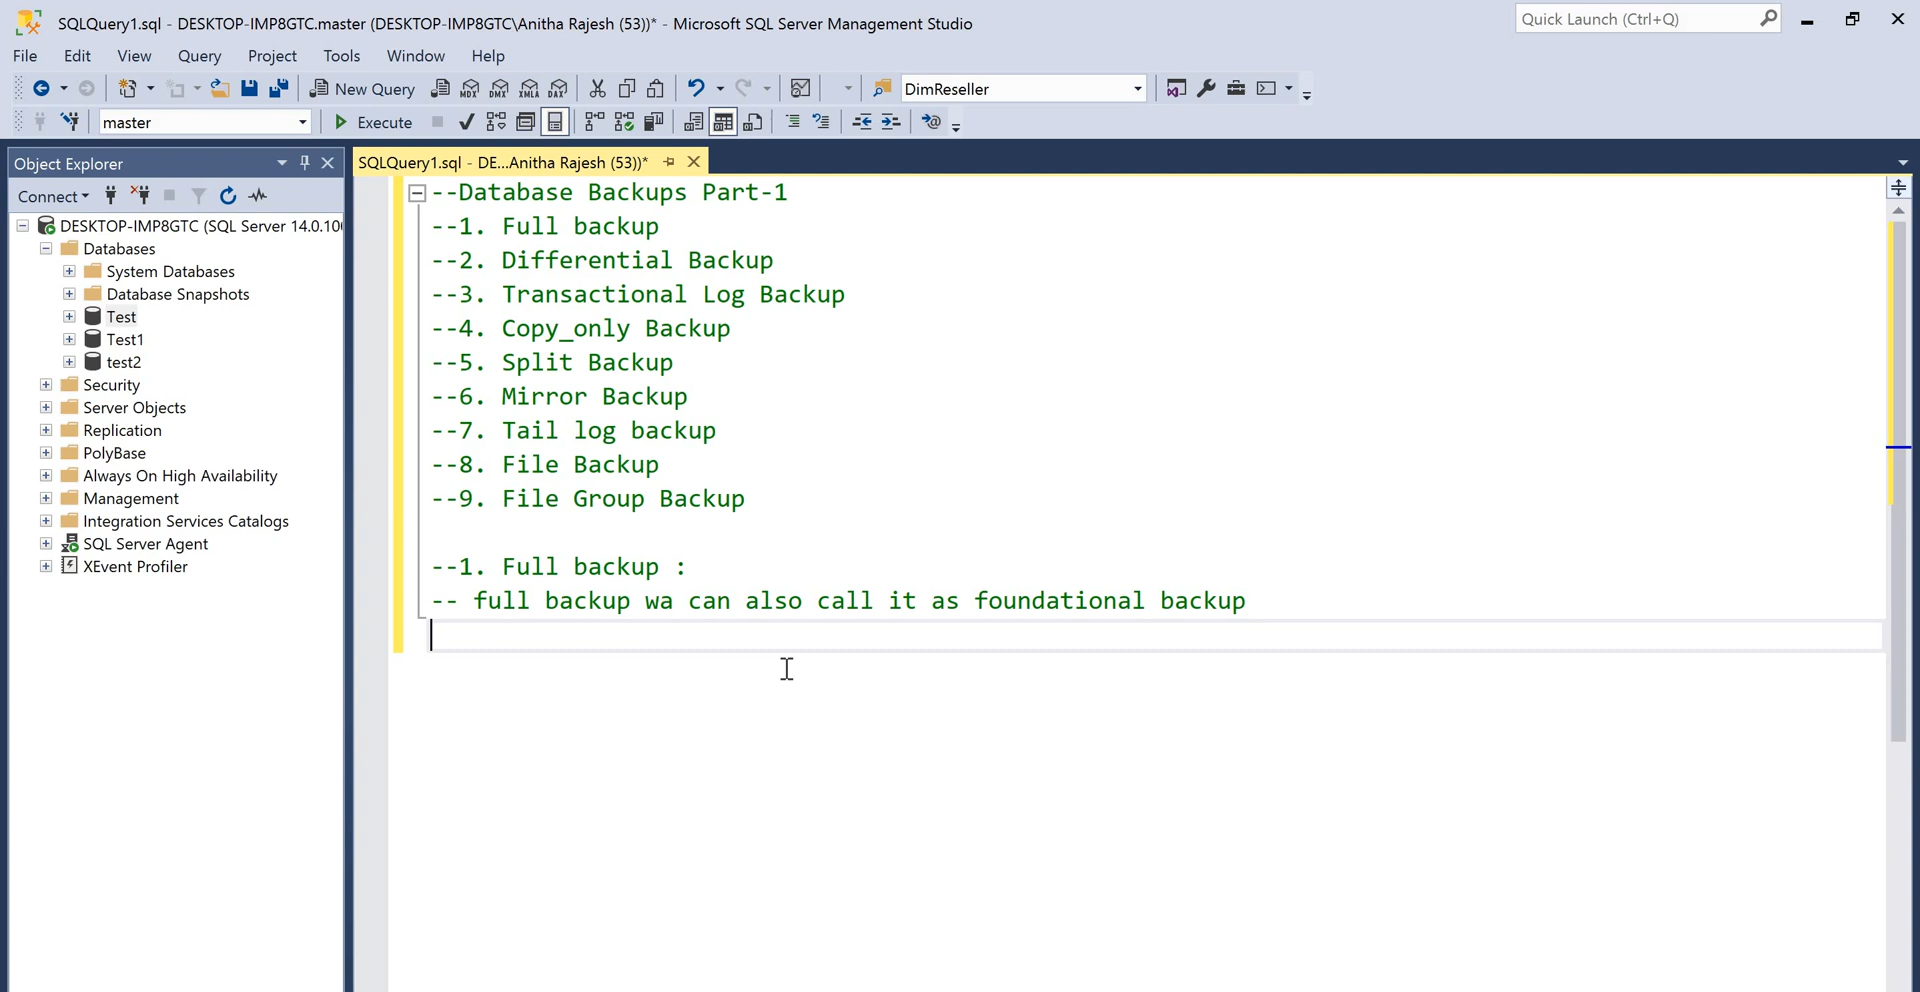 SQLQuery1.sql - DESKTOP-IMP8GTC.master (DESKTOP-IMP8GTC\Anitha Rajesh (53))* - Microsoft SQL Server Management Studio
Quick Launch (Ctrl+Q)
File Edit View Query Project Tools Window Help
New Query MDX DMX XMLA DAX DimReseller
master Execute
Object Explorer
SQLQuery1.sql - DE...Anitha Rajesh (53))*
Connect
DESKTOP-IMP8GTC (SQL Server 14.0.100
Databases
System Databases
Database Snapshots
Test
Test1
test2
Security
Server Objects
Replication
PolyBase
Always On High Availability
Management
Integration Services Catalogs
SQL Server Agent
XEvent Profiler
--Database Backups Part-1
--1. Full backup
--2. Differential Backup
--3. Transactional Log Backup
--4. Copy_only Backup
--5. Split Backup
--6. Mirror Backup
--7. Tail log backup
--8. File Backup
--9. File Group Backup
--1. Full backup :
-- full backup wa can also call it as foundational backup